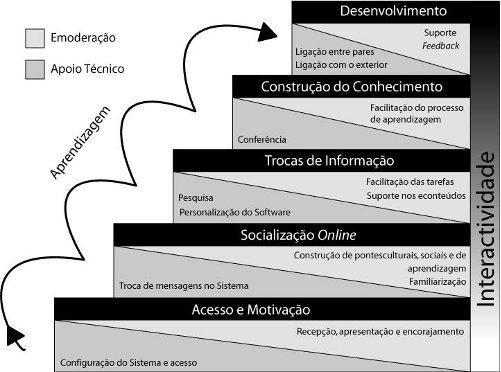 Emoderação
Apoio Técnico
Aprendizagem
Desenvolvimento
Suporte
Feedback
Ligação entre pares
Ligação com o exterior
Construção do Conhecimento
Facilitação do processo
de aprendizagem
Conferência
Trocas de Informação
Facilitação das tarefas
Suporte nos econteúdos
Pesquisa
Personalização do Software
Socialização Online
Construção de pontesculturais, sociais e de
aprendizagem
Familiarização
Troca de mensagens no Sistema
Acesso e Motivação
Recepção, apresentação e encorajamento
Configuração do Sistema e acesso
Interactividade